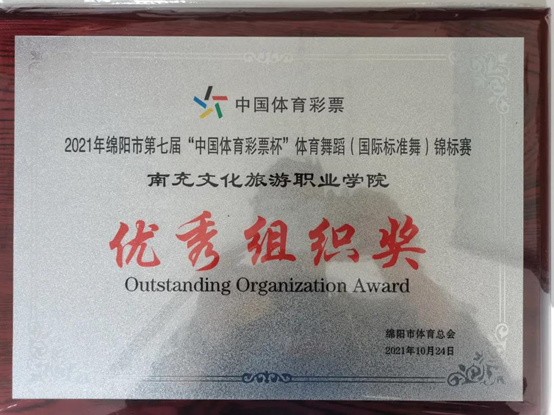 中国体育彩票
2021年绵阳市第七届“中国体育彩票杯”体育舞蹈（国际标准舞）锦标赛
南充文化旅游职业学院
优秀组织奖
Outstanding Organization Award
绵阳市体育总会
2021年10月24日